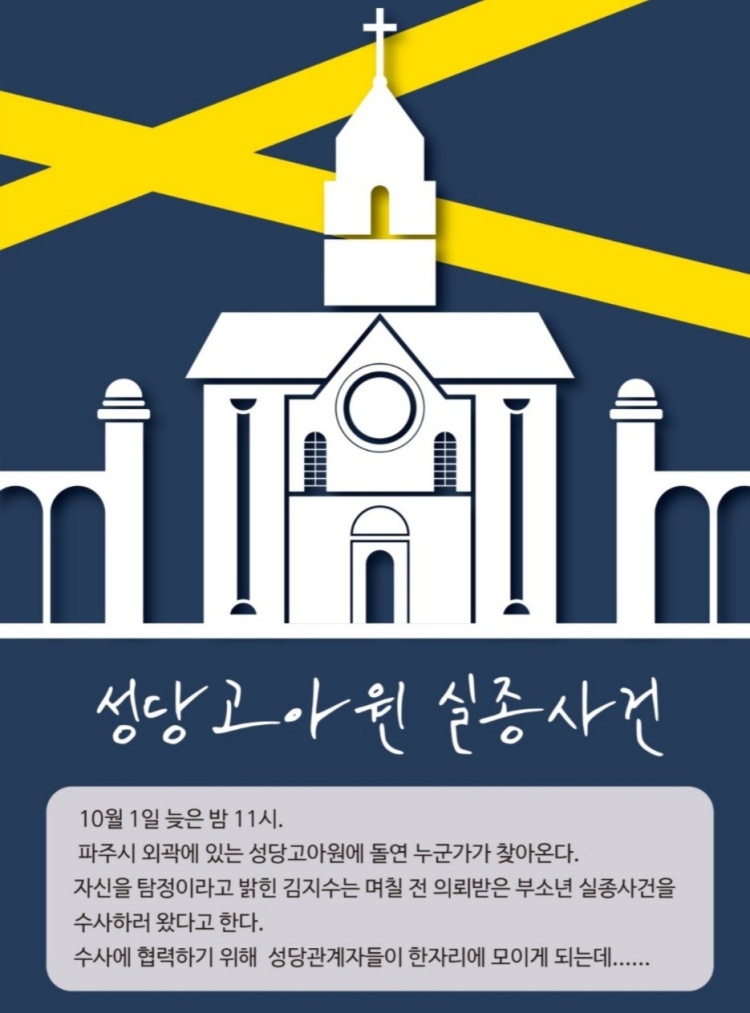 성당고아원 실종사건
10월 1일 늦은 밤 11시.
파주시 외곽에 있는 성당고아원에 돌연 누군가가 찾아온다.
자신을 탐정이라고 밝힌 김지수는 며칠 전 의뢰받은 부소년 실종사건을
수사하러 왔다고 한다.
수사에 협력하기 위해 성당관계자들이 한자리에 모이게 되는데......